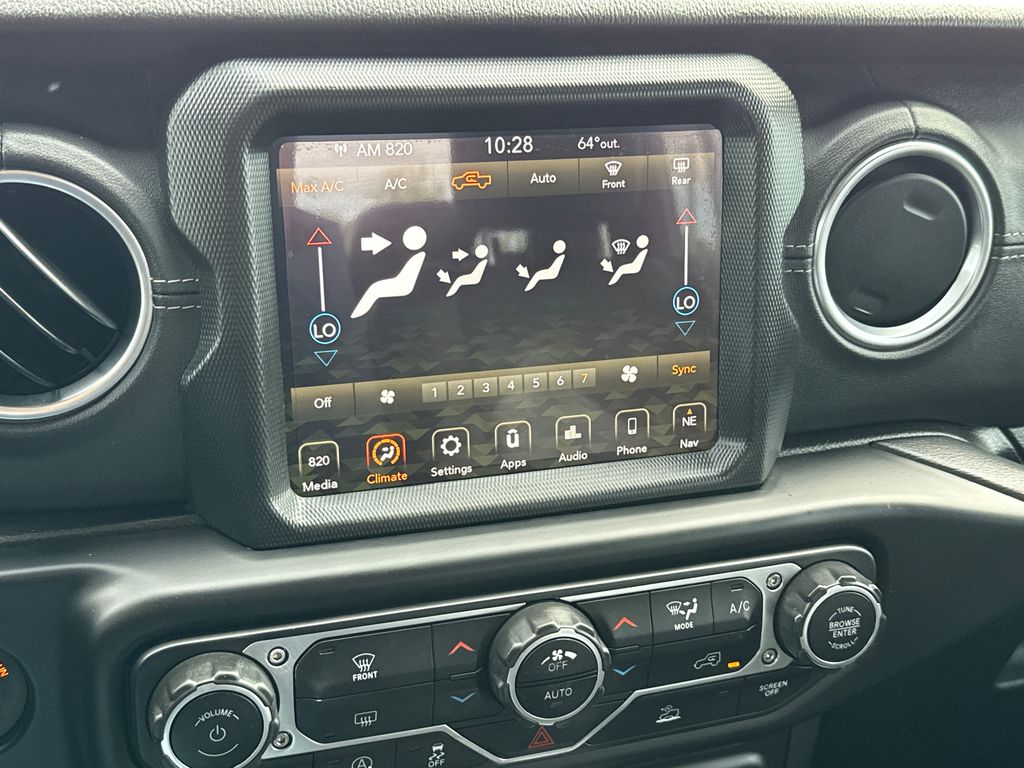 AM 820 10:28 64°out.
Max A/C A/C Auto Front Rear
LO LO
Off 1 2 3 4 5 6 7 Sync
820 NE
Media Climate Settings Apps Audio Phone Nav
FRONT
OFF
AUTO
MODE
A/C
TUNE
BROWSE
ENTER
SCROLL
VOLUME
SCREEN
OFF
A
OFF